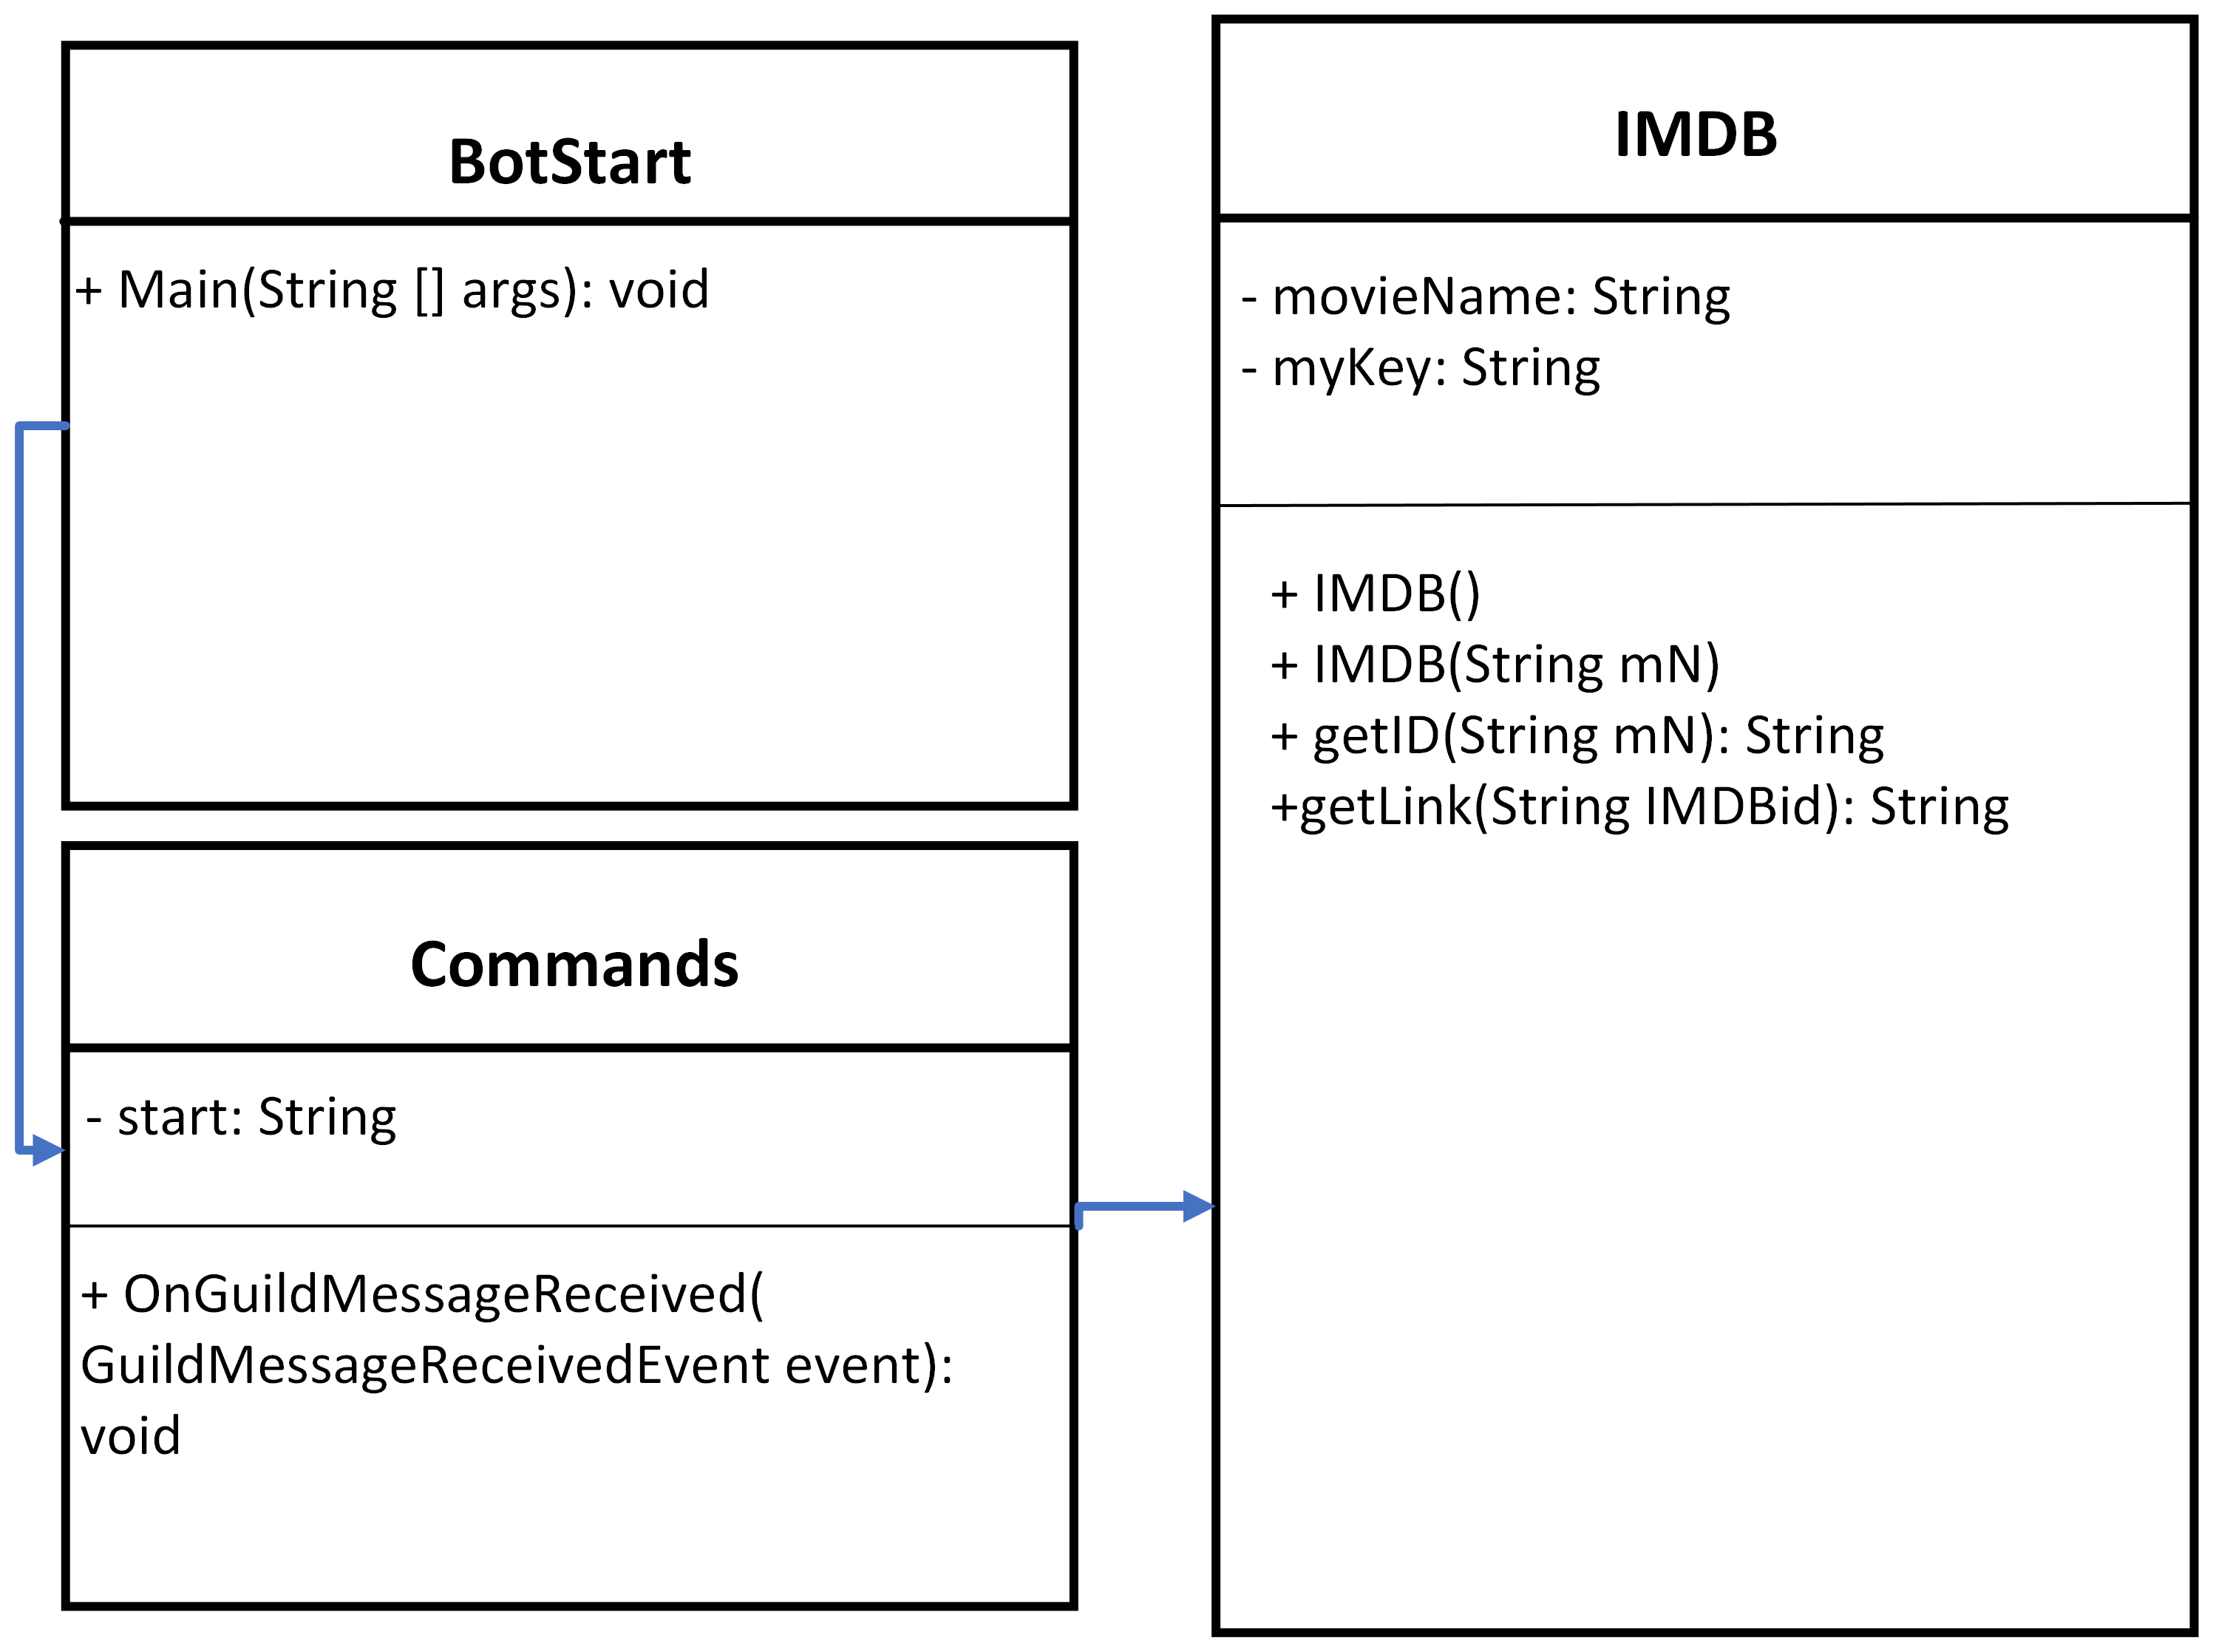 BotStart
+ Main(String [] args): void
Commands
- start: String
+ OnGuildMessageReceived(
GuildMessageReceivedEvent event):
void
IMDB
- movieName: String
- myKey: String
+ IMDB()
+ IMDB(String mN)
+ getID(String mN): String
+getLink(String IMDBid): String